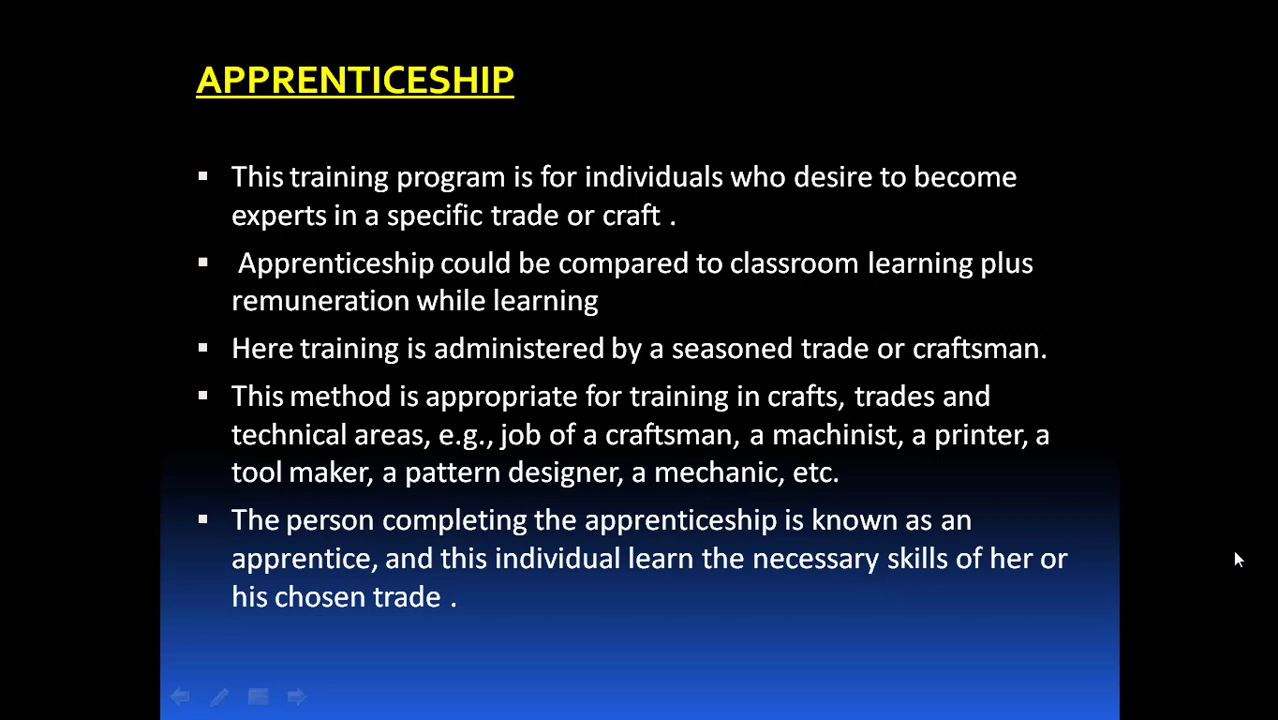 APPRENTICESHIP
▪ This training program is for individuals who desire to become
experts in a specific trade or craft .
▪ Apprenticeship could be compared to classroom learning plus
remuneration while learning
▪ Here training is administered by a seasoned trade or craftsman.
▪ This method is appropriate for training in crafts, trades and
technical areas, e.g., job of a craftsman, a machinist, a printer, a
tool maker, a pattern designer, a mechanic, etc.
▪ The person completing the apprenticeship is known as an
apprentice, and this individual learn the necessary skills of her or
his chosen trade .